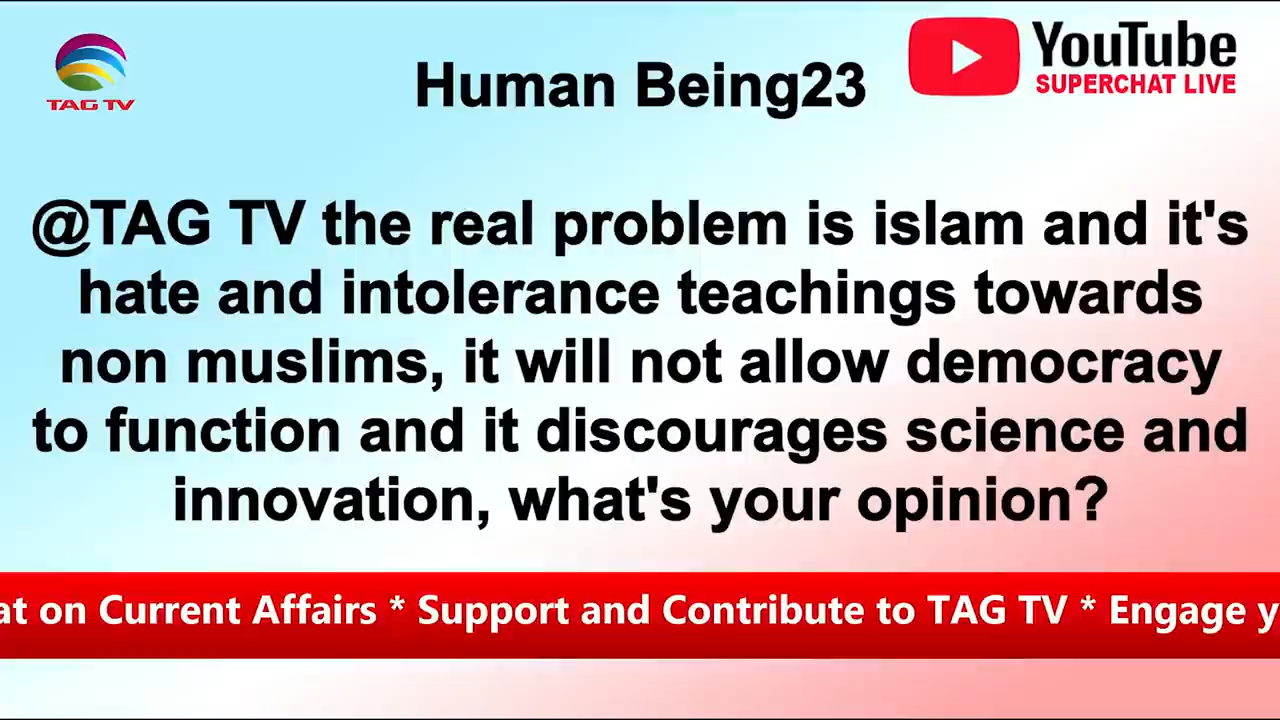 TAG TV
Human Being23
YouTube
SUPERCHAT LIVE
@TAG TV the real problem is islam and it's
hate and intolerance teachings towards
non muslims, it will not allow democracy
to function and it discourages science and
innovation, what's your opinion?
at on Current Affairs * Support and Contribute to TAG TV * Engage y